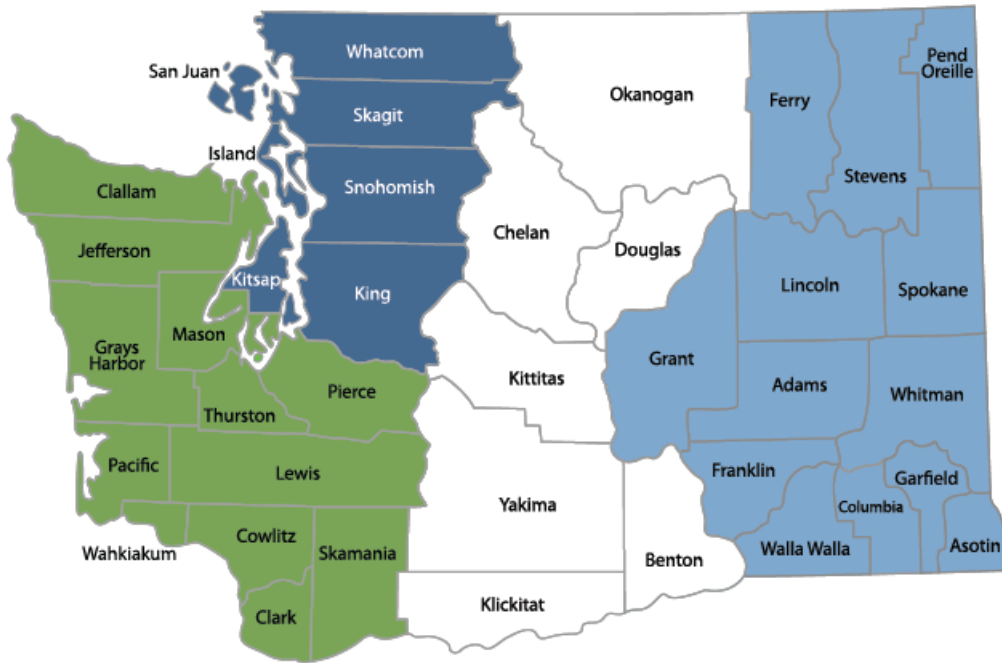 Whatcom
San Juan
Pend
Oreille
Okanogan
Ferry
Skagit
Island
Snohomish
Stevens
Clallam
Chelan
Douglas
Jefferson
Kitsap
King
Lincoln
Spokane
Mason
Grays
Harbor
Grant
Kittitas
Adams
Pierce
Whitman
Thurston
Pacific
Lewis
Franklin
Garfield
Yakima
Columbia
Cowlitz
Wahkiakum
Skamania
Walla Walla
Asotin
Benton
Klickitat
Clark